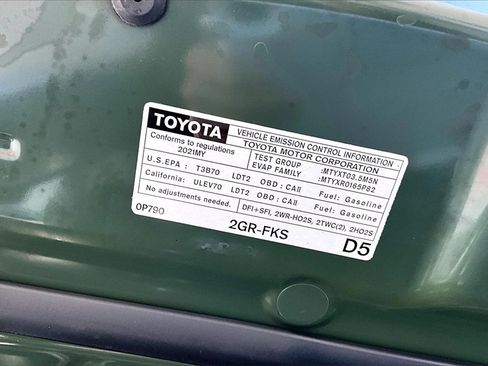 TOYOTA
VEHICLE EMISSION CONTROL INFORMATION
TOYOTA MOTOR CORPORATION
Conforms to regulations
2021MY
TEST GROUP :MTYXT03.5M5N
EVAP FAMILY :MTYXR0165P82
U.S.EPA : T3B70 LDT2 OBD : CAII Fuel: Gasoline
California: ULEV70 LDT2 OBD : CAII Fuel: Gasoline
No adjustments needed. DFI+SFI, 2WR-HO2S, 2TWC(2), 2HO2S
0P790 2GR-FKS D5